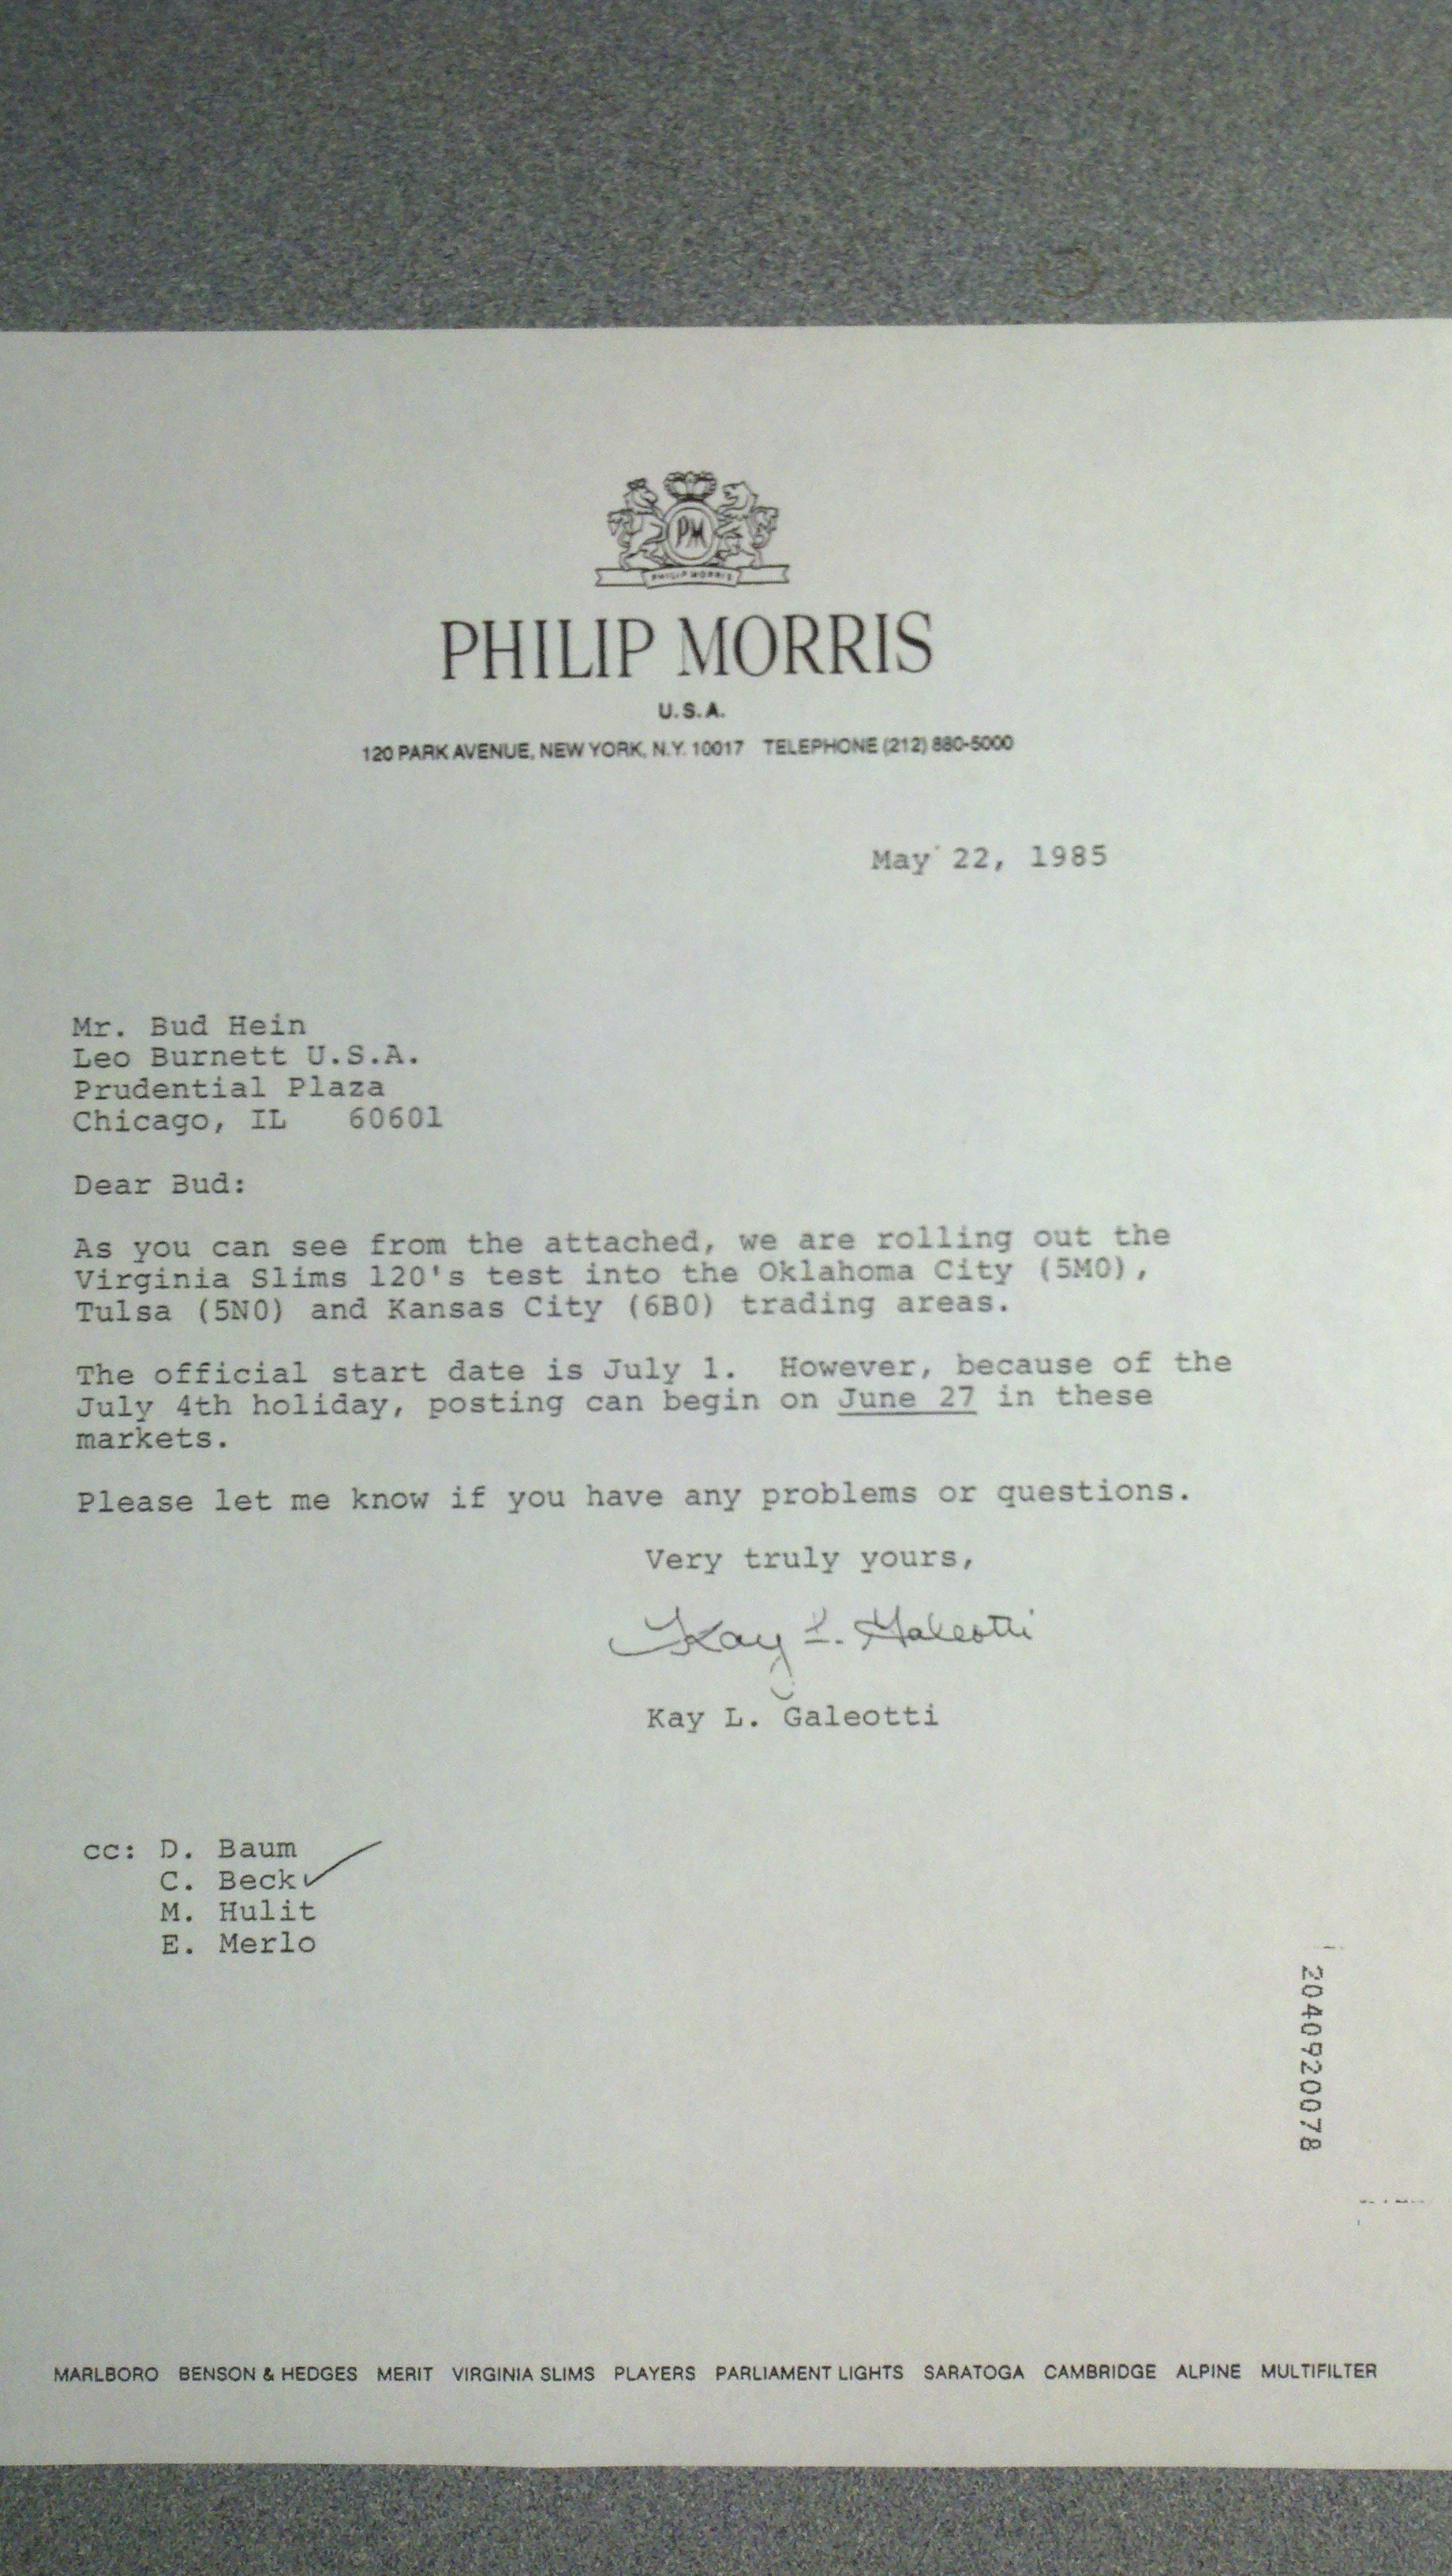 PM
PHILIP MORRIS
PHILIP MORRIS
U.S.A.
120 PARK AVENUE, NEW YORK, N.Y. 10017 TELEPHONE (212) 880-5000
May 22, 1985
Mr. Bud Hein
Leo Burnett U.S.A.
Prudential Plaza
Chicago, IL 60601
Dear Bud:
As you can see from the attached, we are rolling out the
Virginia Slims 120's test into the Oklahoma City (5M0),
Tulsa (5N0) and Kansas City (6B0) trading areas.
The official start date is July 1. However, because of the
July 4th holiday, posting can begin on June 27 in these
markets.
Please let me know if you have any problems or questions.
Very truly yours,
Kay L. Galeotti
Kay L. Galeotti
cc: D. Baum
C. Beck ✓
M. Hulit
E. Merlo
2040920078
MARLBORO BENSON & HEDGES MERIT VIRGINIA SLIMS PLAYERS PARLIAMENT LIGHTS SARATOGA CAMBRIDGE ALPINE MULTIFILTER